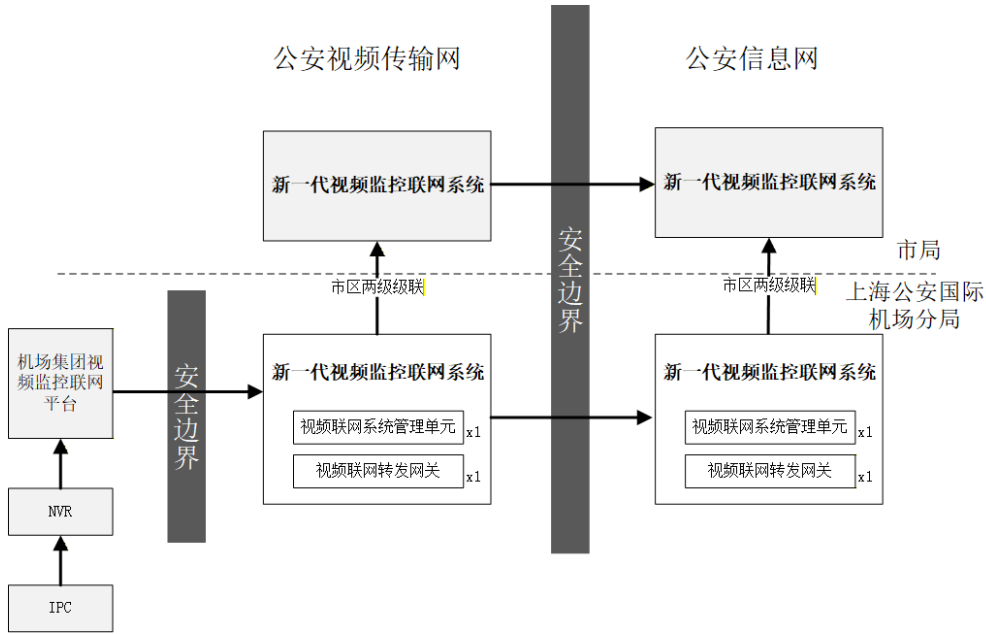 公安视频传输网
公安信息网
新一代视频监控联网系统
新一代视频监控联网系统
安全边界
市局
市区两级级联
市区两级级联
上海公安国际
机场分局
机场集团视
频监控联网
平台
安全边界
新一代视频监控联网系统
视频联网系统管理单元
x1
视频联网转发网关
x1
新一代视频监控联网系统
视频联网系统管理单元
x1
视频联网转发网关
x1
NVR
IPC